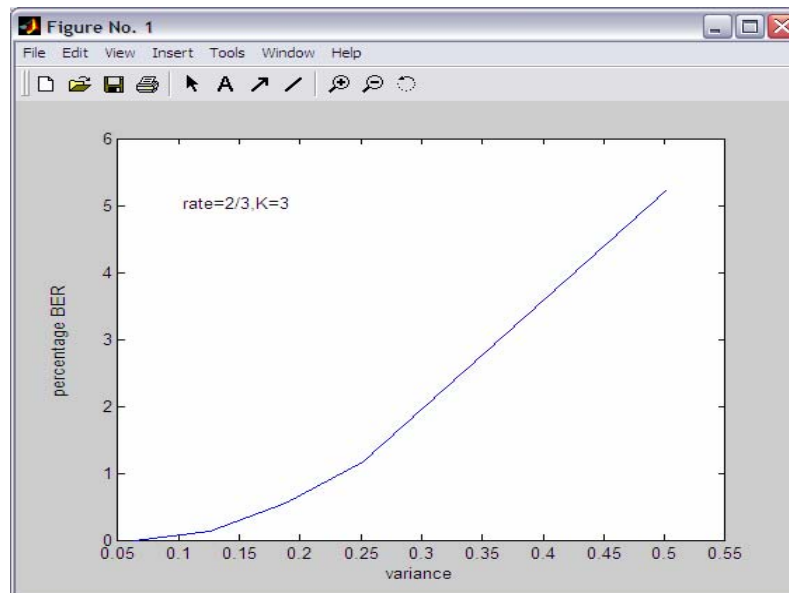 Figure No. 1
File Edit View Insert Tools Window Help
A
6
rate=2/3,K=3
5
4
3
2
1
0
percentage BER
0.05 0.1 0.15 0.2 0.25 0.3 0.35 0.4 0.45 0.5 0.55
variance